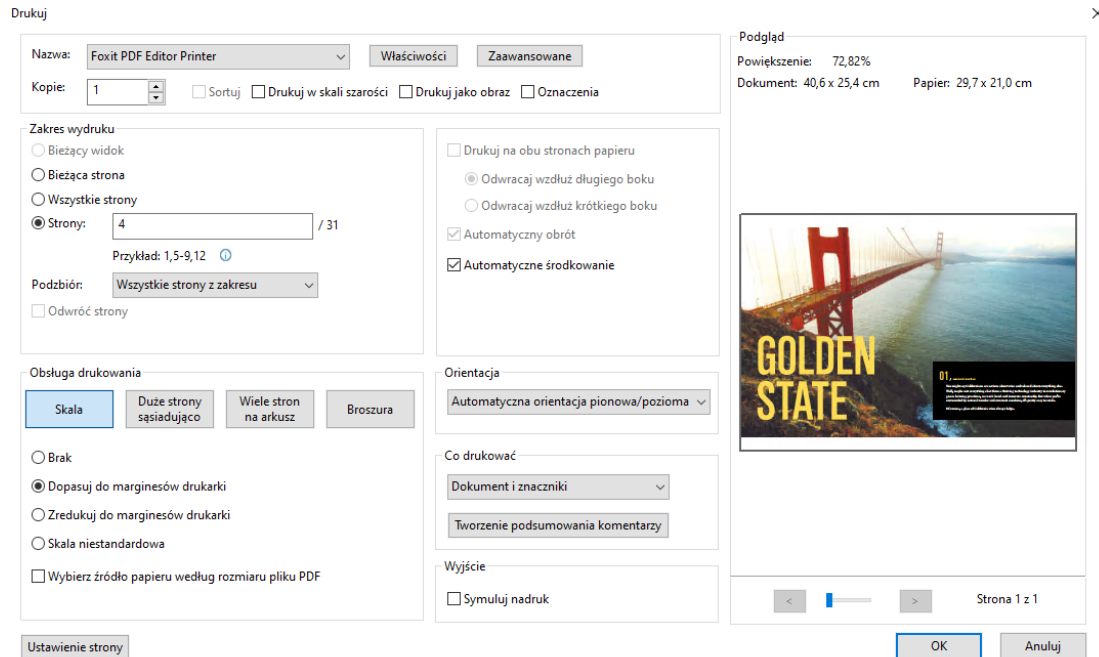 Drukuj
Nazwa: Foxit PDF Editor Printer Właściwości Zaawansowane
Kopie: 1 Sortuj Drukuj w skali szarości Drukuj jako obraz Oznaczenia
Zakres wydruku
Bieżący widok
Bieżąca strona
Wszystkie strony
Strony: 4 / 31
Przykład: 1,5-9,12
Podzbiór: Wszystkie strony z zakresu
Odwróć strony
Drukuj na obu stronach papieru
Odwracaj wzdłuż długiego boku
Odwracaj wzdłuż krótkiego boku
Automatyczny obrót
Automatyczne środkowanie
Obsługa drukowania
Skala
Duże strony
sąsiadująco
Wiele stron
na arkusz
Broszura
Brak
Dopasuj do marginesów drukarki
Zredukuj do marginesów drukarki
Skala niestandardowa
Wybierz źródło papieru według rozmiaru pliku PDF
Orientacja
Automatyczna orientacja pionowa/pozioma
Co drukować
Dokument i znaczniki
Tworzenie podsumowania komentarzy
Wyjście
Symuluj nadruk
Podgląd
Powiększenie: 72,82%
Dokument: 40,6 x 25,4 cm Papier: 29,7 x 21,0 cm
GOLDEN
STATE
01
< > Strona 1 z 1
Ustawienie strony
OK Anuluj